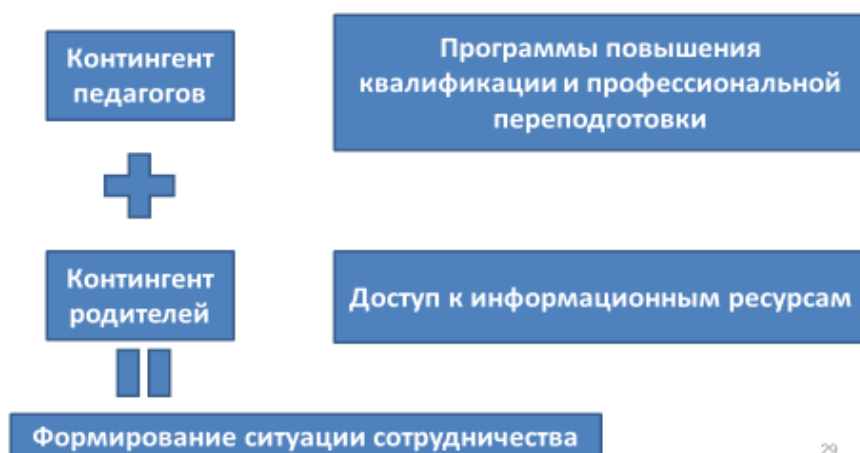 Контингент
педагогов
Программы повышения
квалификации и профессиональной
переподготовки
Контингент
родителей
Доступ к информационным ресурсам
Формирование ситуации сотрудничества
29